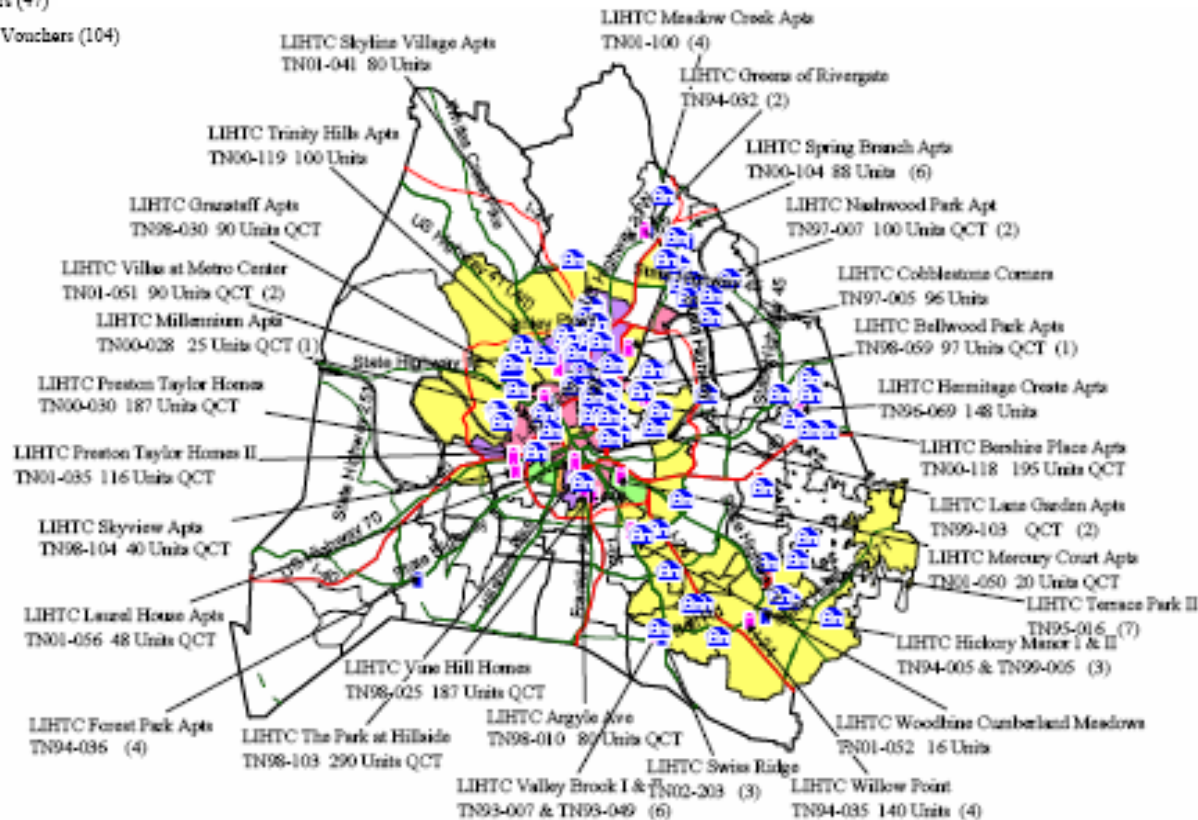 (47)
Vouchers (104)
LIHTC Meadow Creek Apts
TN01-100 (4)
LIHTC Skyline Village Apts
TN01-041 80 Units
LIHTC Greens of Rivergate
TN94-032 (2)
LIHTC Trinity Hills Apts
TN00-119 100 Units
LIHTC Spring Branch Apts
TN00-104 88 Units (6)
LIHTC Granstaff Apts
TN98-030 90 Units QCT
LIHTC Nashwood Park Apt
TN97-007 100 Units QCT (2)
LIHTC Villas at Metro Center
TN01-051 90 Units QCT (2)
LIHTC Cobblestone Corners
TN97-005 96 Units
LIHTC Millennium Apts
TN00-028 25 Units QCT (1)
LIHTC Bellwood Park Apts
TN98-059 97 Units QCT (1)
State Highway
LIHTC Preston Taylor Homes
TN00-030 187 Units QCT
LIHTC Hermitage Create Apts
TN96-069 148 Units
LIHTC Preston Taylor Homes II
TN01-035 116 Units QCT
LIHTC Bershire Place Apts
TN00-118 195 Units QCT
LIHTC Skyview Apts
TN98-104 40 Units QCT
LIHTC Lane Garden Apts
TN99-103 QCT (2)
LIHTC Mercury Court Apts
TN01-050 20 Units QCT
LIHTC Laurel House Apts
TN01-056 48 Units QCT
LIHTC Terrace Park II
TN95-016 (7)
LIHTC Hickory Manor I & II
TN94-005 & TN99-005 (3)
LIHTC Vine Hill Homes
TN98-025 187 Units QCT
LIHTC Forest Park Apts
TN94-036 (4)
LIHTC The Park at Hillside
TN98-103 290 Units QCT
LIHTC Argyle Ave
TN98-010 80 Units QCT
LIHTC Woodbine Cumberland Meadows
TN01-052 16 Units
LIHTC Swiss Ridge
TN02-203 (3)
LIHTC Valley Brook I &
TN93-007 & TN93-049 (6)
LIHTC Willow Point
TN94-035 140 Units (4)